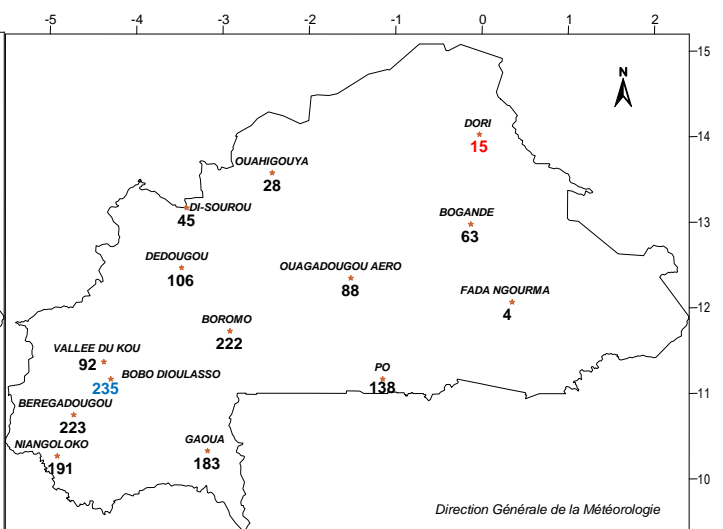 -5 -4 -3 -2 -1 0 1 2
15
N
DORI
14
15
OUAHIGOUYA
28
DI-SOUROU
45
13
BOGANDE
63
DEDOUGOU
106
OUAGADOUGOU AERO
88
FADA NGOURMA
4
12
BOROMO
222
VALLEE DU KOU
92
BOBO DIOULASSO
235
PO
138
11
BEREGADOUGOU
223
NIANGOLOKO
191
GAOUA
183
10
Direction Générale de la Météorologie